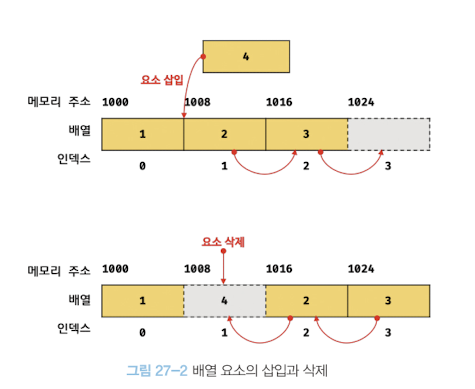 4
요소 삽입
메모리 주소 1000 1008 1016 1024
배열 1 2 3
인덱스 0 1 2 3
요소 삭제
메모리 주소 1000 1008 1016 1024
배열 1 4 2 3
인덱스 0 1 2 3
그림 27-2 배열 요소의 삽입과 삭제